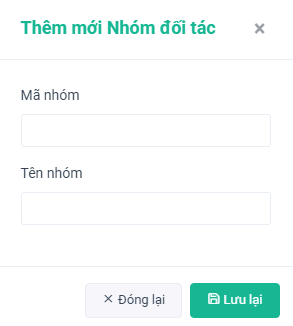 Thêm mới Nhóm đối tác
Mã nhóm
Tên nhóm
Đóng lại
Lưu lại